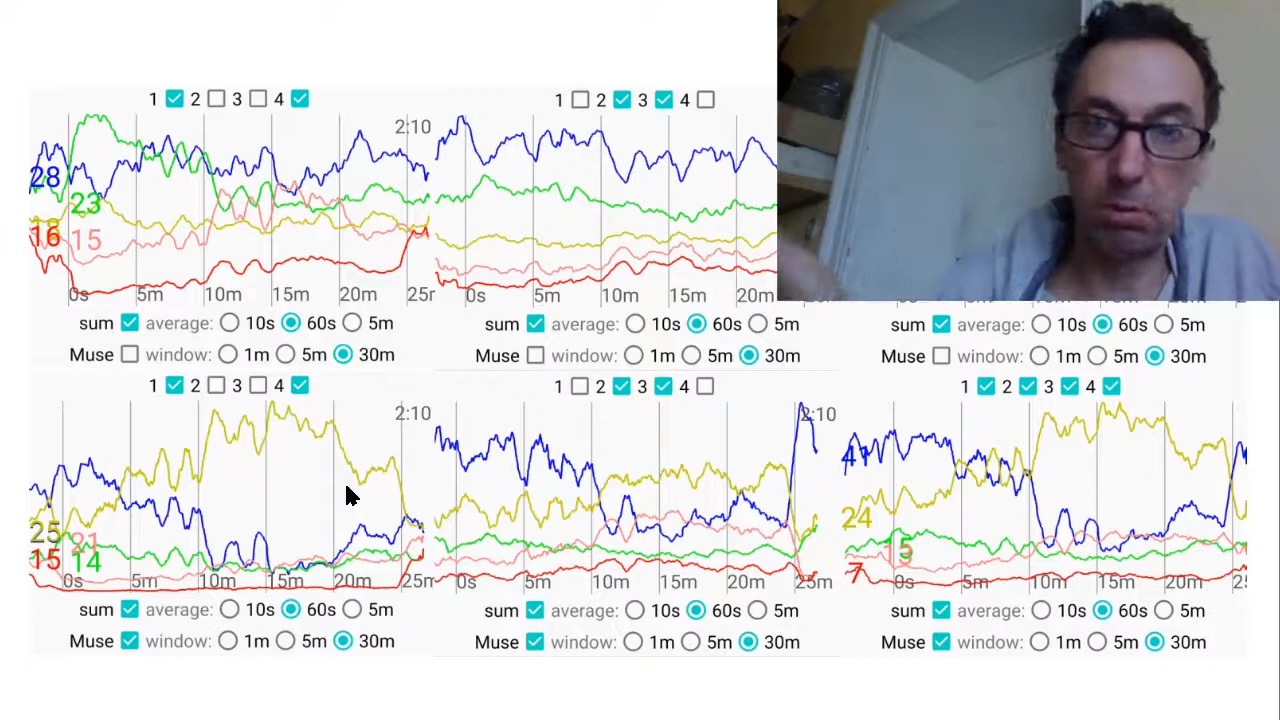 1 2 3 4
1 2 3 4
2:10
28
23
16
15
0s 5m 10m 15m 20m 25
0s 5m 10m 15m 20m
sum average: 10s 60s 5m
sum average: 10s 60s 5m
sum average: 10s 60s 5m
Muse window: 1m 5m 30m
Muse window: 1m 5m 30m
Muse window: 1m 5m 30m
1 2 3 4
1 2 3 4
1 2 3 4
2:10
2:10
41
24
25
21
15
14
15
7
0s 5m 10m 15m 20m 25m
0s 5m 10m 15m 20m 25m
0s 5m 10m 15m 20m 25
sum average: 10s 60s 5m
sum average: 10s 60s 5m
sum average: 10s 60s 5m
Muse window: 1m 5m 30m
Muse window: 1m 5m 30m
Muse window: 1m 5m 30m